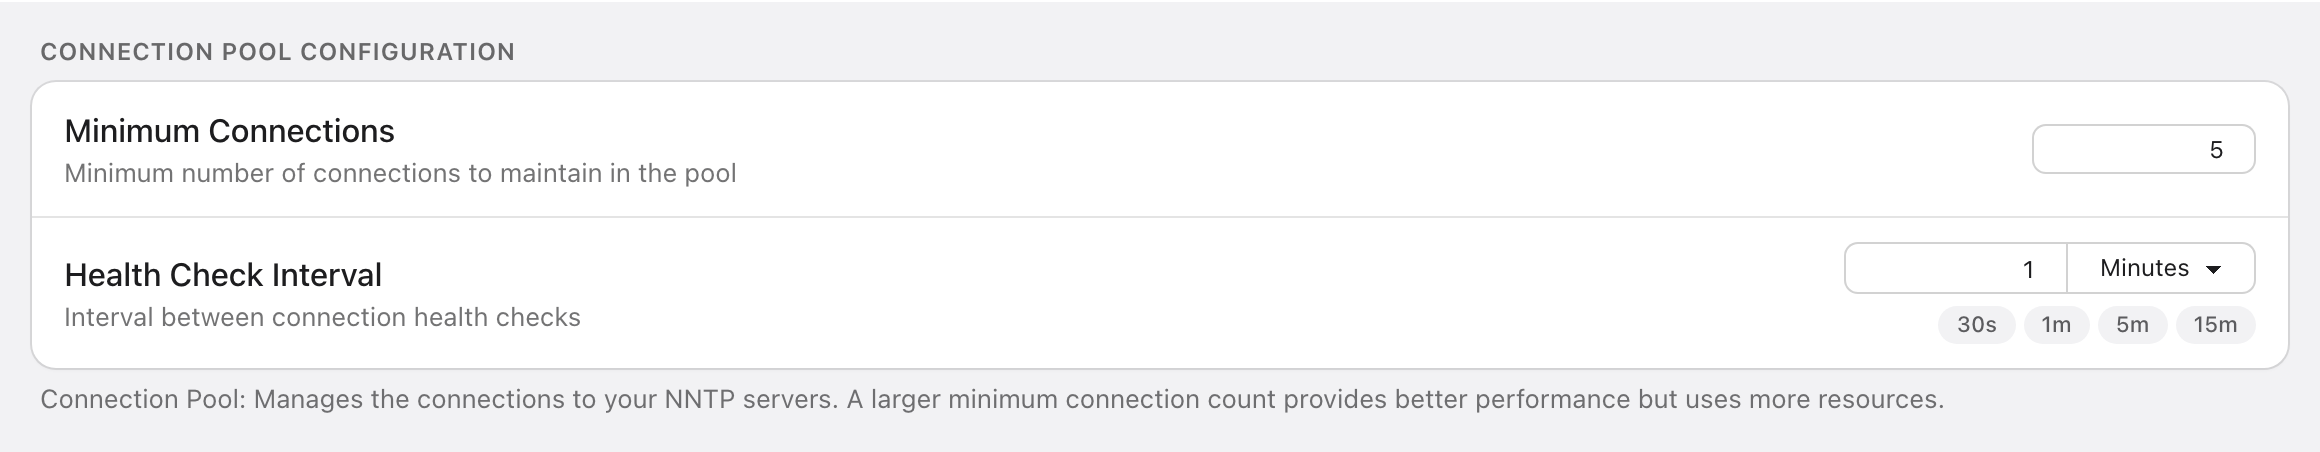 CONNECTION POOL CONFIGURATION
Minimum Connections
Minimum number of connections to maintain in the pool
5
Health Check Interval
Interval between connection health checks
1 Minutes
30s 1m 5m 15m
Connection Pool: Manages the connections to your NNTP servers. A larger minimum connection count provides better performance but uses more resources.